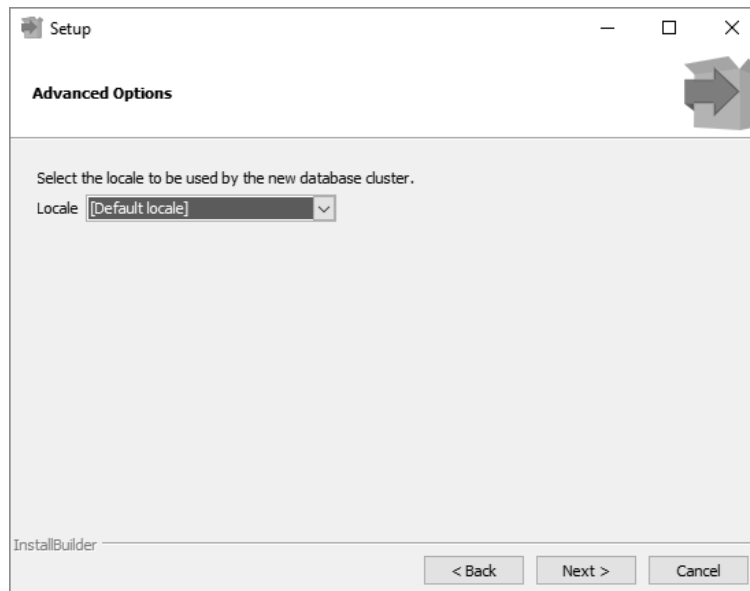 Setup
Advanced Options
Select the locale to be used by the new database cluster.
Locale [Default locale]
InstallBuilder
< Back Next > Cancel